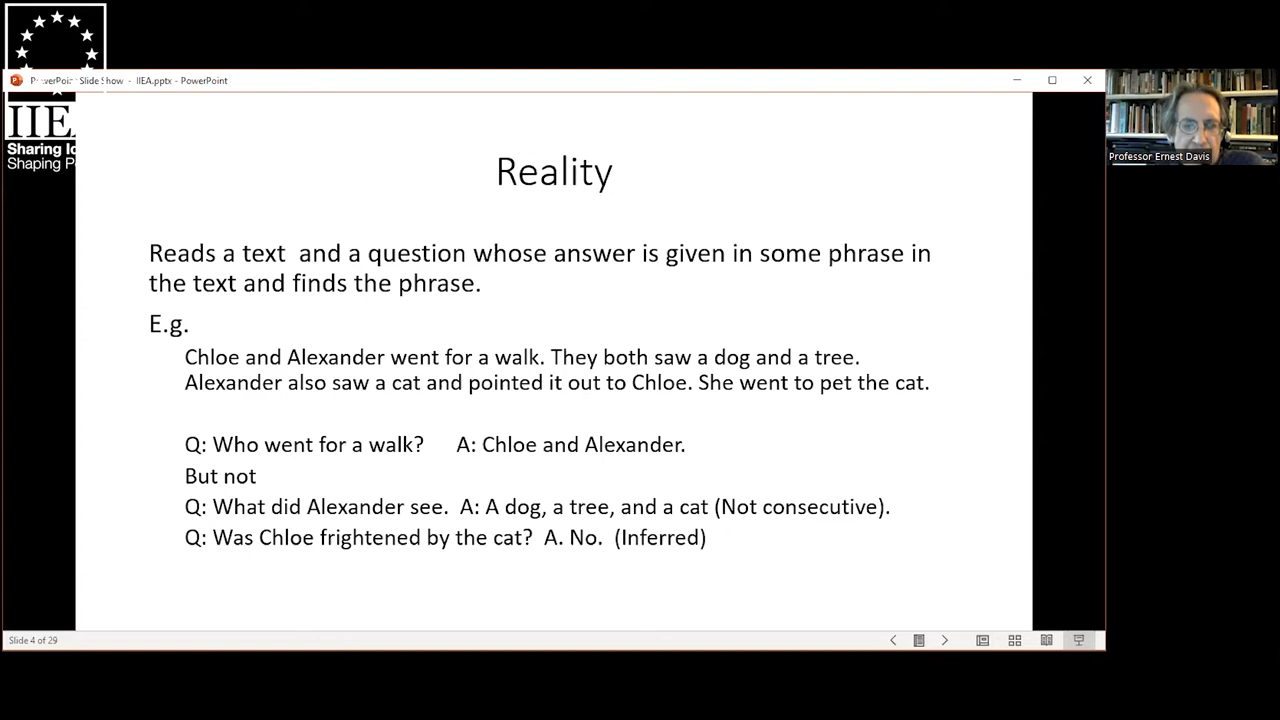 PowerPoint Slide Show - IIEA.pptx - PowerPoint
IIEA
Sharing Id
Shaping P
Professor Ernest Davis
Reality
Reads a text and a question whose answer is given in some phrase in
the text and finds the phrase.
E.g.
Chloe and Alexander went for a walk. They both saw a dog and a tree.
Alexander also saw a cat and pointed it out to Chloe. She went to pet the cat.
Q: Who went for a walk? A: Chloe and Alexander.
But not
Q: What did Alexander see. A: A dog, a tree, and a cat (Not consecutive).
Q: Was Chloe frightened by the cat? A. No. (Inferred)
Slide 4 of 29